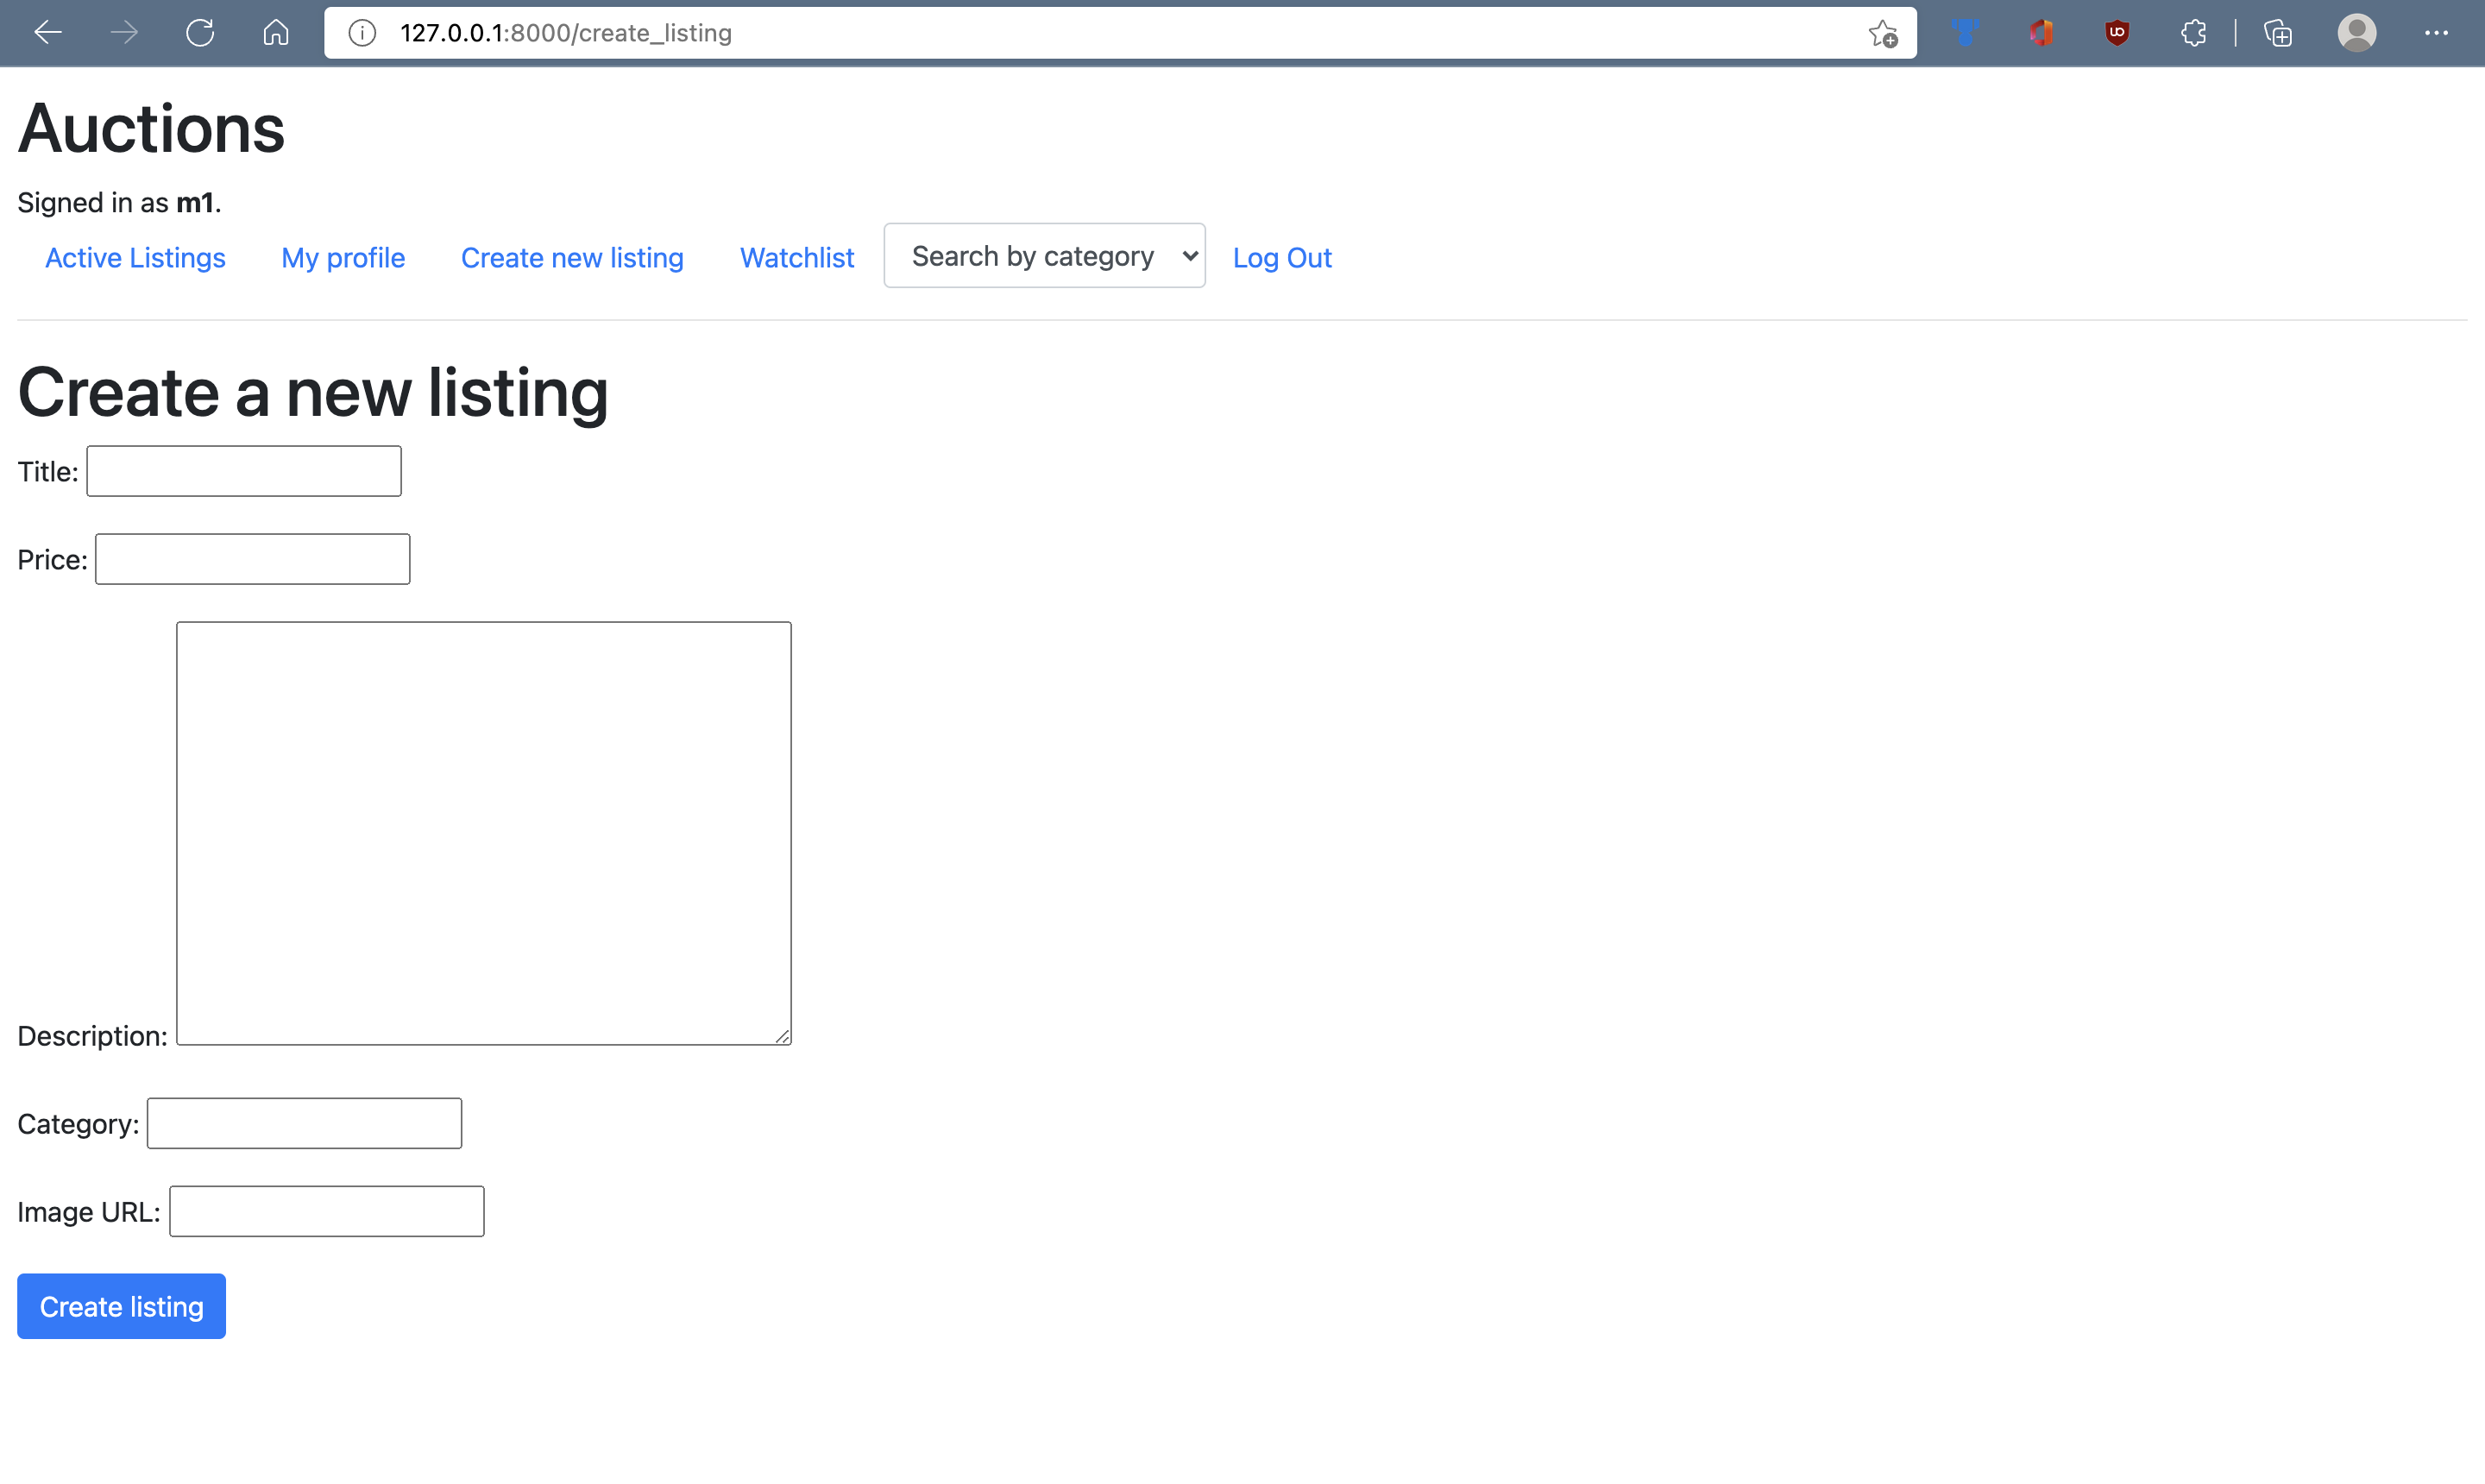 127.0.0.1:8000/create_listing
Auctions
Signed in as m1.
Active Listings My profile Create new listing Watchlist Search by category Log Out
Create a new listing
Title:
Price:
Description:
Category:
Image URL:
Create listing